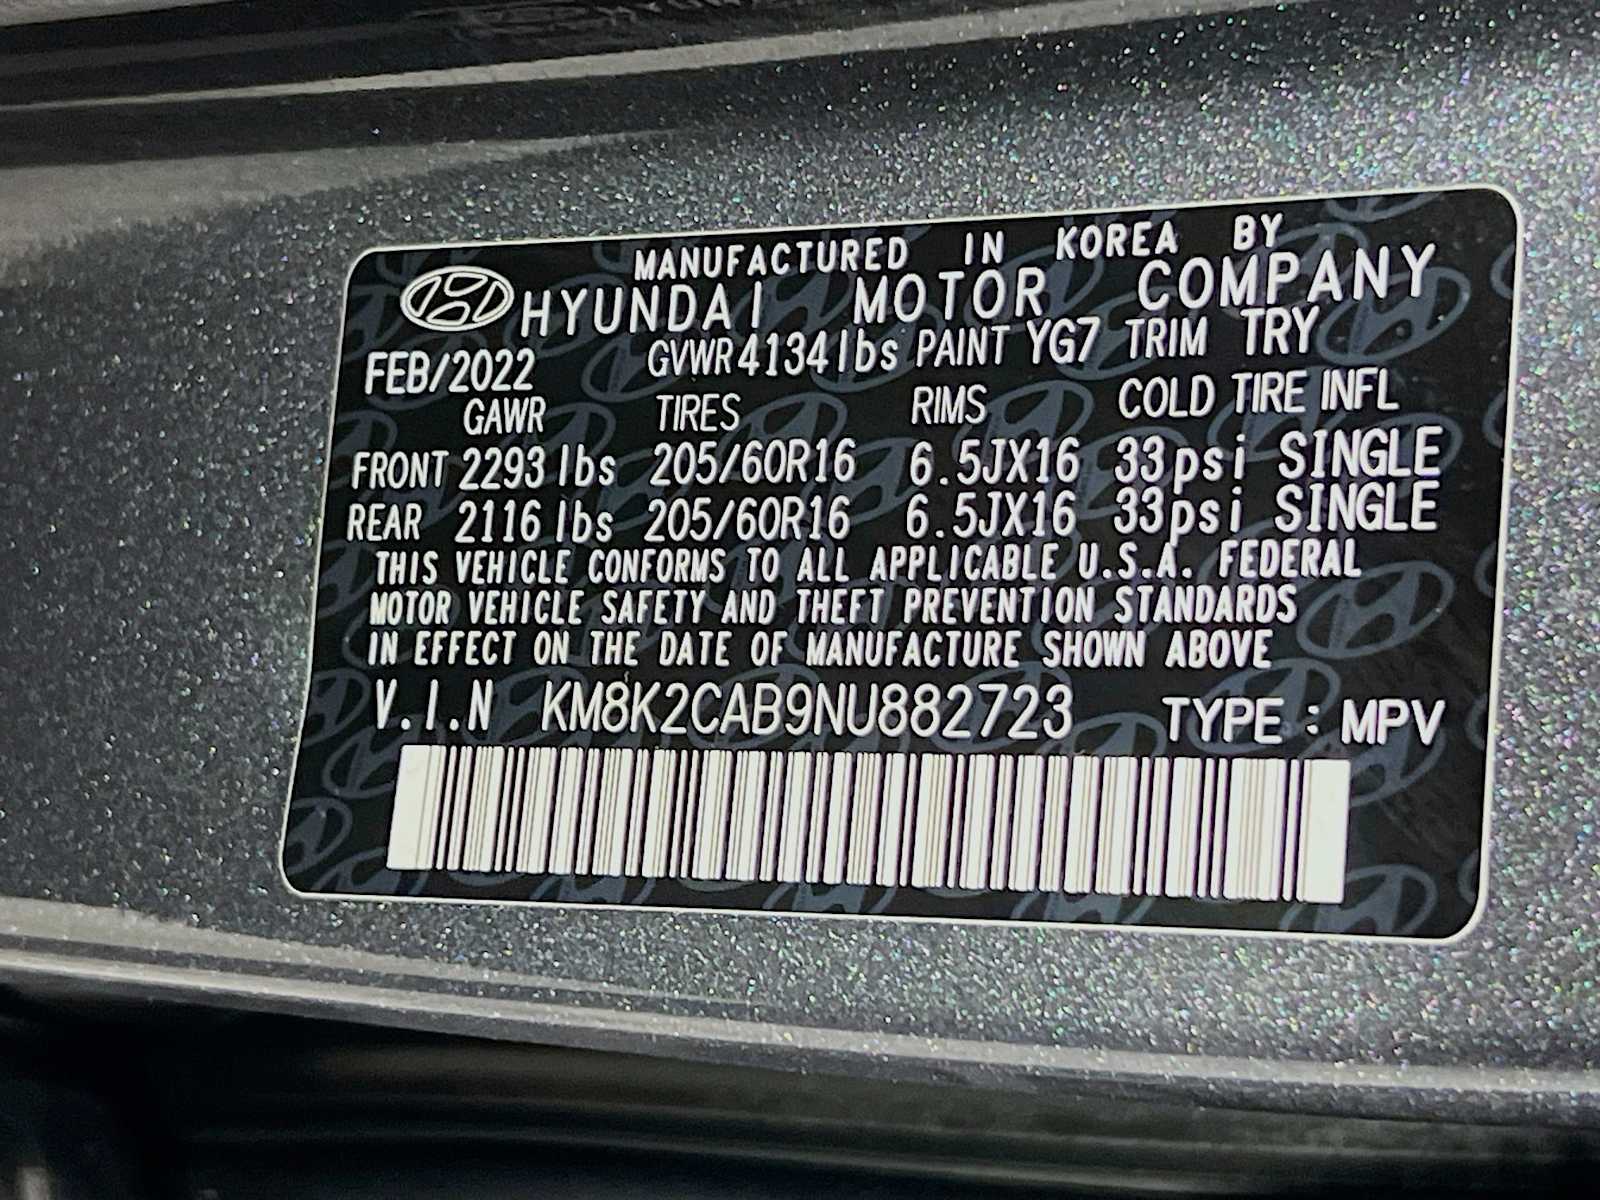 MANUFACTURED IN KOREA BY
HYUNDAI MOTOR COMPANY
FEB/2022 GVWR 4134lbs PAINT YG7 TRIM TRY
GAWR TIRES RIMS COLD TIRE INFL
FRONT 2293lbs 205/60R16 6.5JX16 33psi SINGLE
REAR 2116lbs 205/60R16 6.5JX16 33psi SINGLE
THIS VEHICLE CONFORMS TO ALL APPLICABLE U.S.A. FEDERAL
MOTOR VEHICLE SAFETY AND THEFT PREVENTION STANDARDS
IN EFFECT ON THE DATE OF MANUFACTURE SHOWN ABOVE
V.I.N KM8K2CAB9NU882723 TYPE : MPV